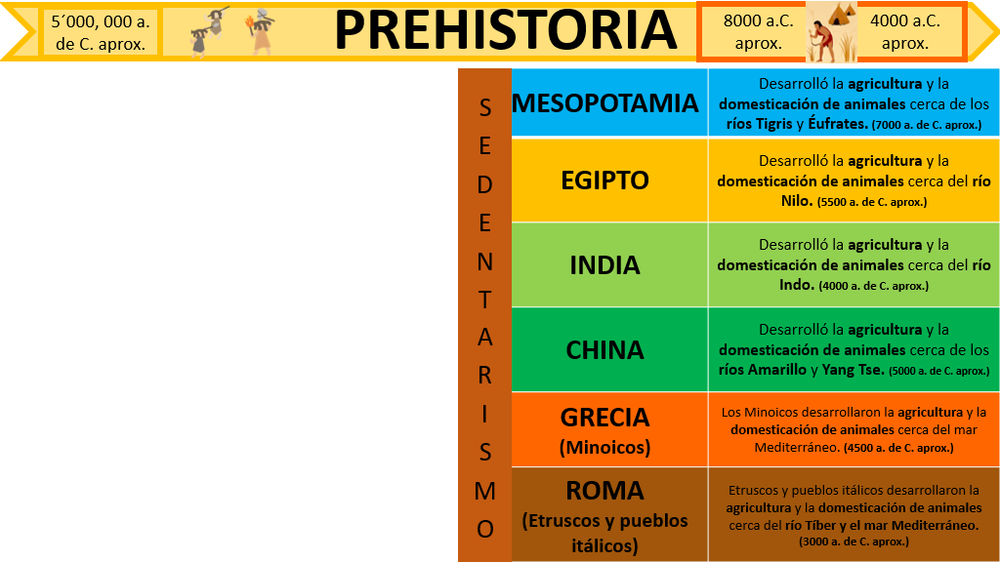 5´000, 000 a.
de C. aprox.
PREHISTORIA
8000 a.C.
aprox.
4000 a.C.
aprox.
S
E
D
E
N
T
A
R
I
S
M
O
MESOPOTAMIA
Desarrolló la agricultura y la
domesticación de animales cerca de los
ríos Tigris y Éufrates. (7000 a. de C. aprox.)
EGIPTO
Desarrolló la agricultura y la
domesticación de animales cerca del río
Nilo. (5500 a. de C. aprox.)
INDIA
Desarrolló la agricultura y la
domesticación de animales cerca del río
Indo. (4000 a. de C. aprox.)
CHINA
Desarrolló la agricultura y la
domesticación de animales cerca de los
ríos Amarillo y Yang Tse. (5000 a. de C. aprox.)
GRECIA
(Minoicos)
Los Minoicos desarrollaron la agricultura y la
domesticación de animales cerca del mar
Mediterráneo. (4500 a. de C. aprox.)
ROMA
(Etruscos y pueblos
itálicos)
Etruscos y pueblos itálicos desarrollaron la
agricultura y la domesticación de animales
cerca del río Tíber y el mar Mediterráneo.
(3000 a. de C. aprox.)